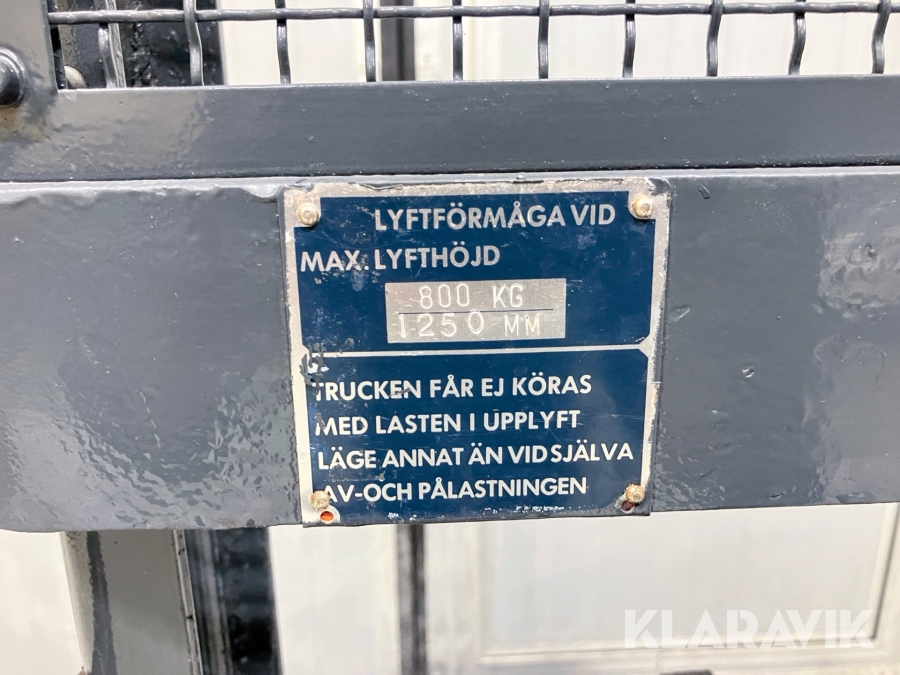 LYFTFÖRMÅGA VID
MAX. LYFTHÖJD
800 KG
1250 MM
TRUCKEN FÅR EJ KÖRAS
MED LASTEN I UPPLYFT
LÄGE ANNAT ÄN VID SJÄLVA
AV-OCH PÅLASTNINGEN
KLARAVIK